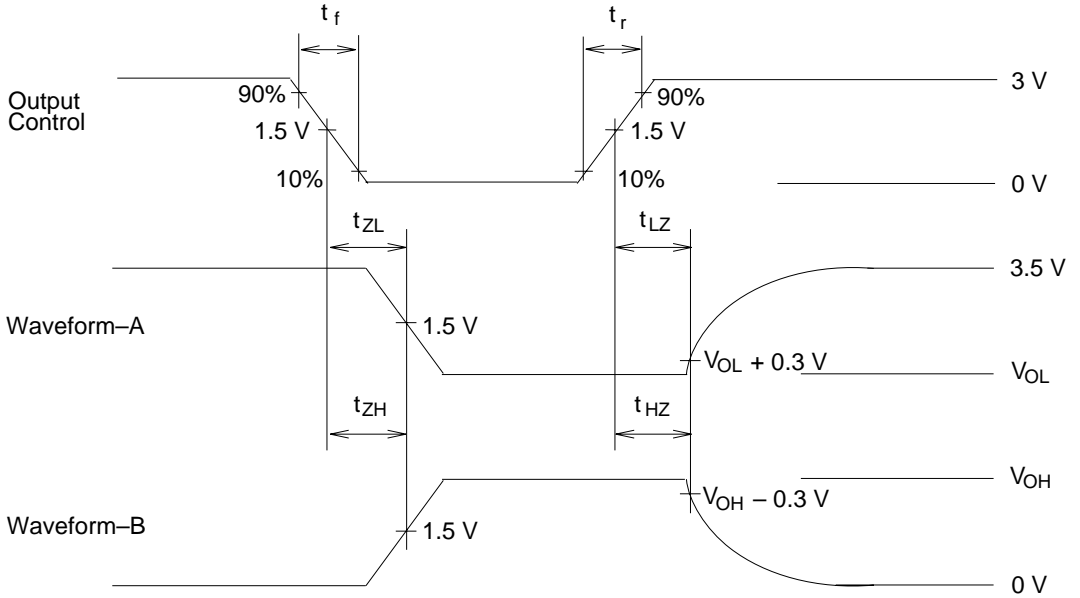 t f
t r
90%
90%
3 V
Output
Control
1.5 V
1.5 V
10%
10%
0 V
t ZL
t LZ
3.5 V
Waveform–A
1.5 V
VOL + 0.3 V
VOL
t ZH
t HZ
VOH
VOH – 0.3 V
Waveform–B
1.5 V
0 V